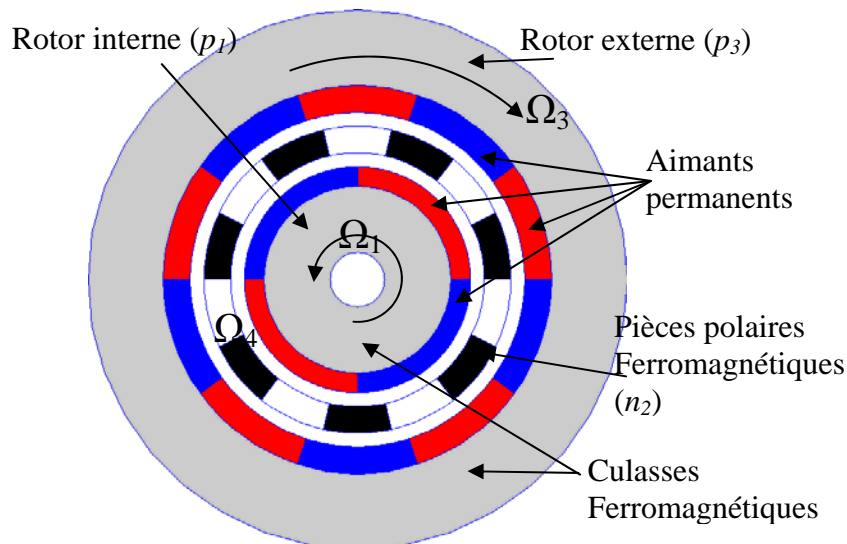 Rotor interne (p₁)
Rotor externe (p₃)
Ω₃
Aimants
permanents
Ω₁
Ω₄
Pièces polaires
Ferromagnétiques
(n₂)
Culasses
Ferromagnétiques